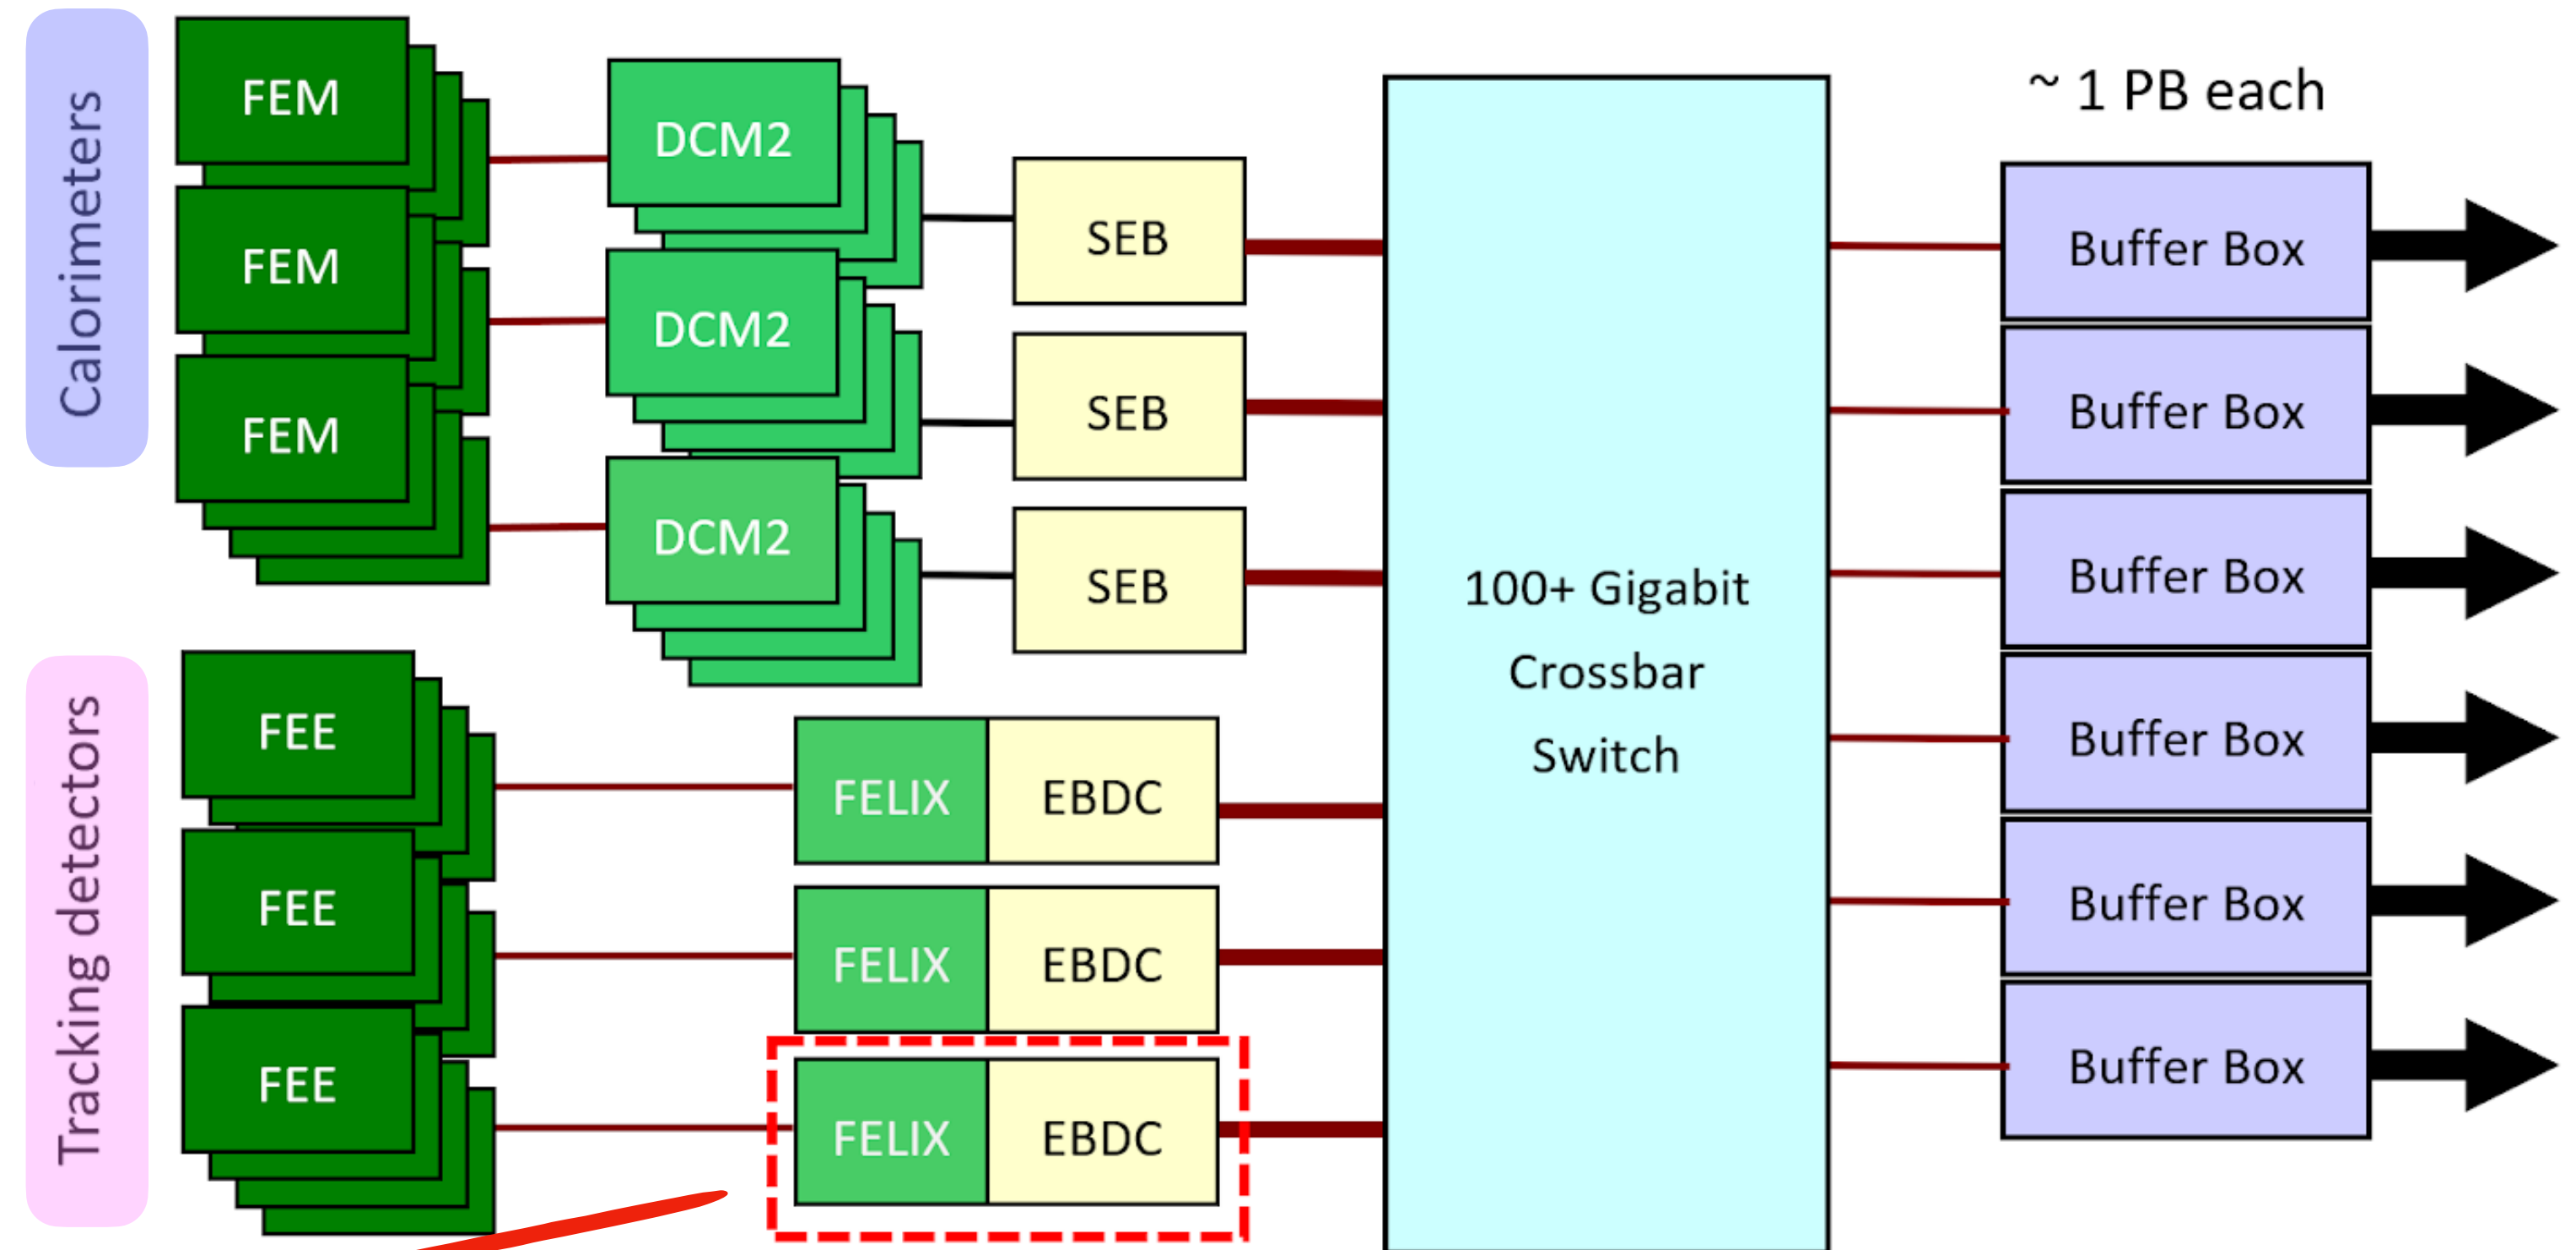 Calorimeters
FEM
FEM
FEM
DCM2
DCM2
DCM2
SEB
SEB
SEB
Tracking detectors
FEE
FEE
FEE
FELIX
EBDC
FELIX
EBDC
FELIX
EBDC
100+ Gigabit
Crossbar
Switch
~ 1 PB each
Buffer Box
Buffer Box
Buffer Box
Buffer Box
Buffer Box
Buffer Box